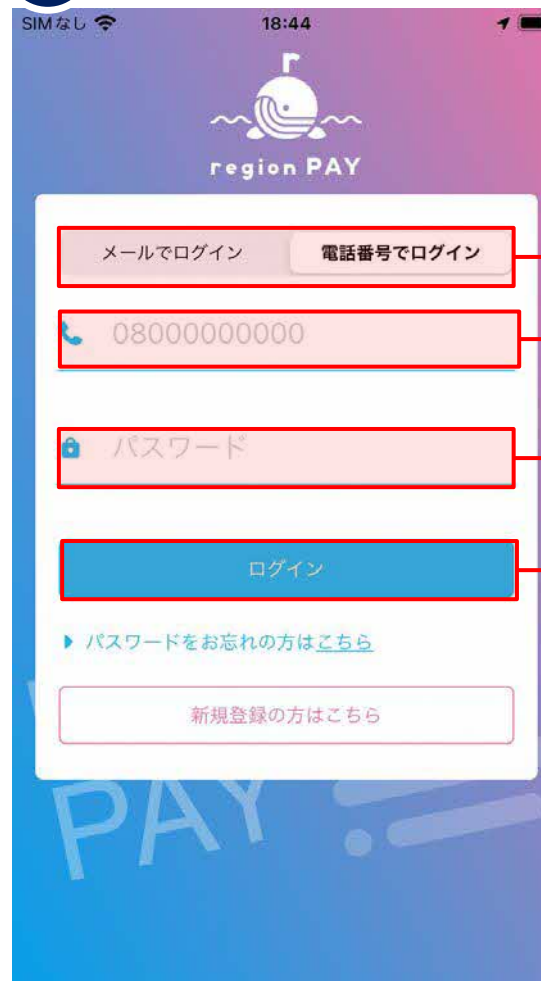 SIMなし
18:44
region PAY
メールでログイン
電話番号でログイン
08000000000
パスワード
ログイン
パスワードをお忘れの方はこちら
新規登録の方はこちら
PAY